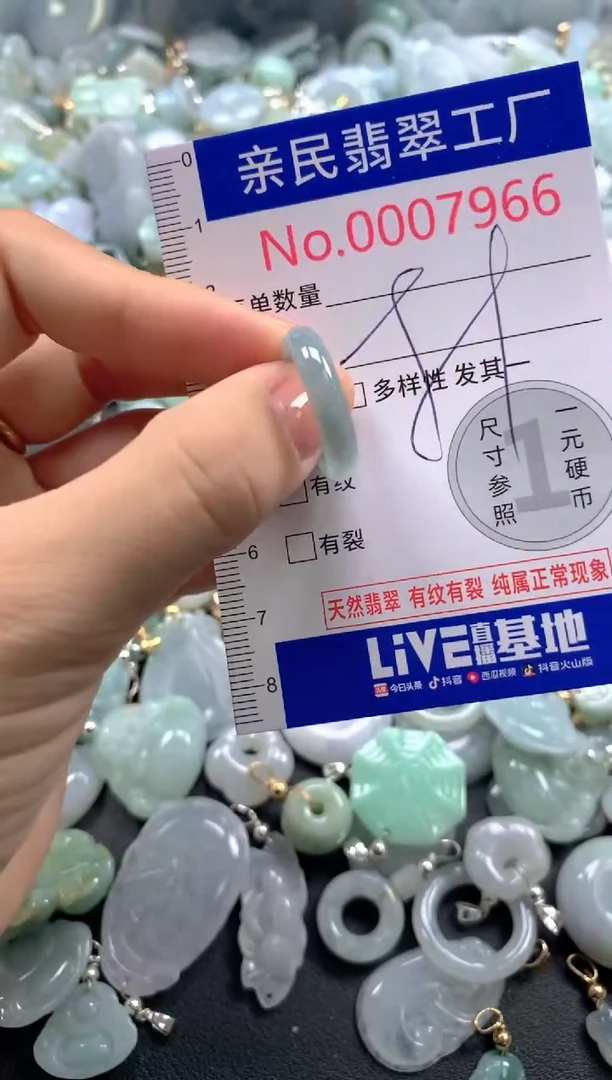 0
亲民翡翠工厂
1
No.0007966
单数量
多样性 发其一
尺寸参照
1
一元硬币
有纹
6
有裂
天然翡翠 有纹有裂 纯属正常现象
7
LiVE直播基地
8
今日头条 抖音 西瓜视频 抖音火山版